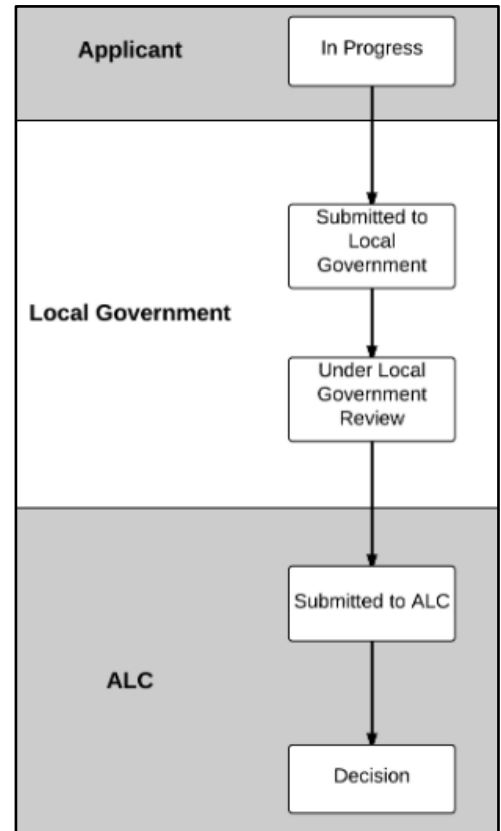 Applicant
In Progress
Submitted to
Local
Government
Local Government
Under Local
Government
Review
Submitted to ALC
ALC
Decision